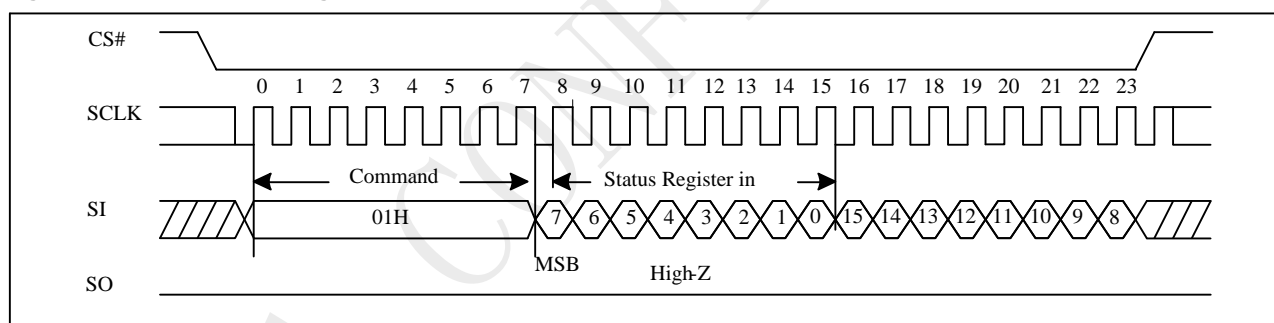 CS#
0 1 2 3 4 5 6 7 8 9 10 11 12 13 14 15 16 17 18 19 20 21 22 23
SCLK
Command Status Register in
SI 01H 7 6 5 4 3 2 1 0 15 14 13 12 11 10 9 8
MSB High-Z
SO